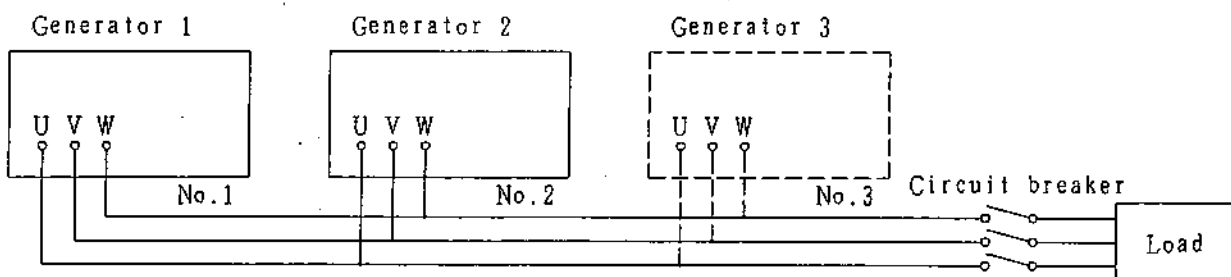 Generator 1 Generator 2 Generator 3
U V W U V W U V W
No.1 No.2 No.3 Circuit breaker
Load